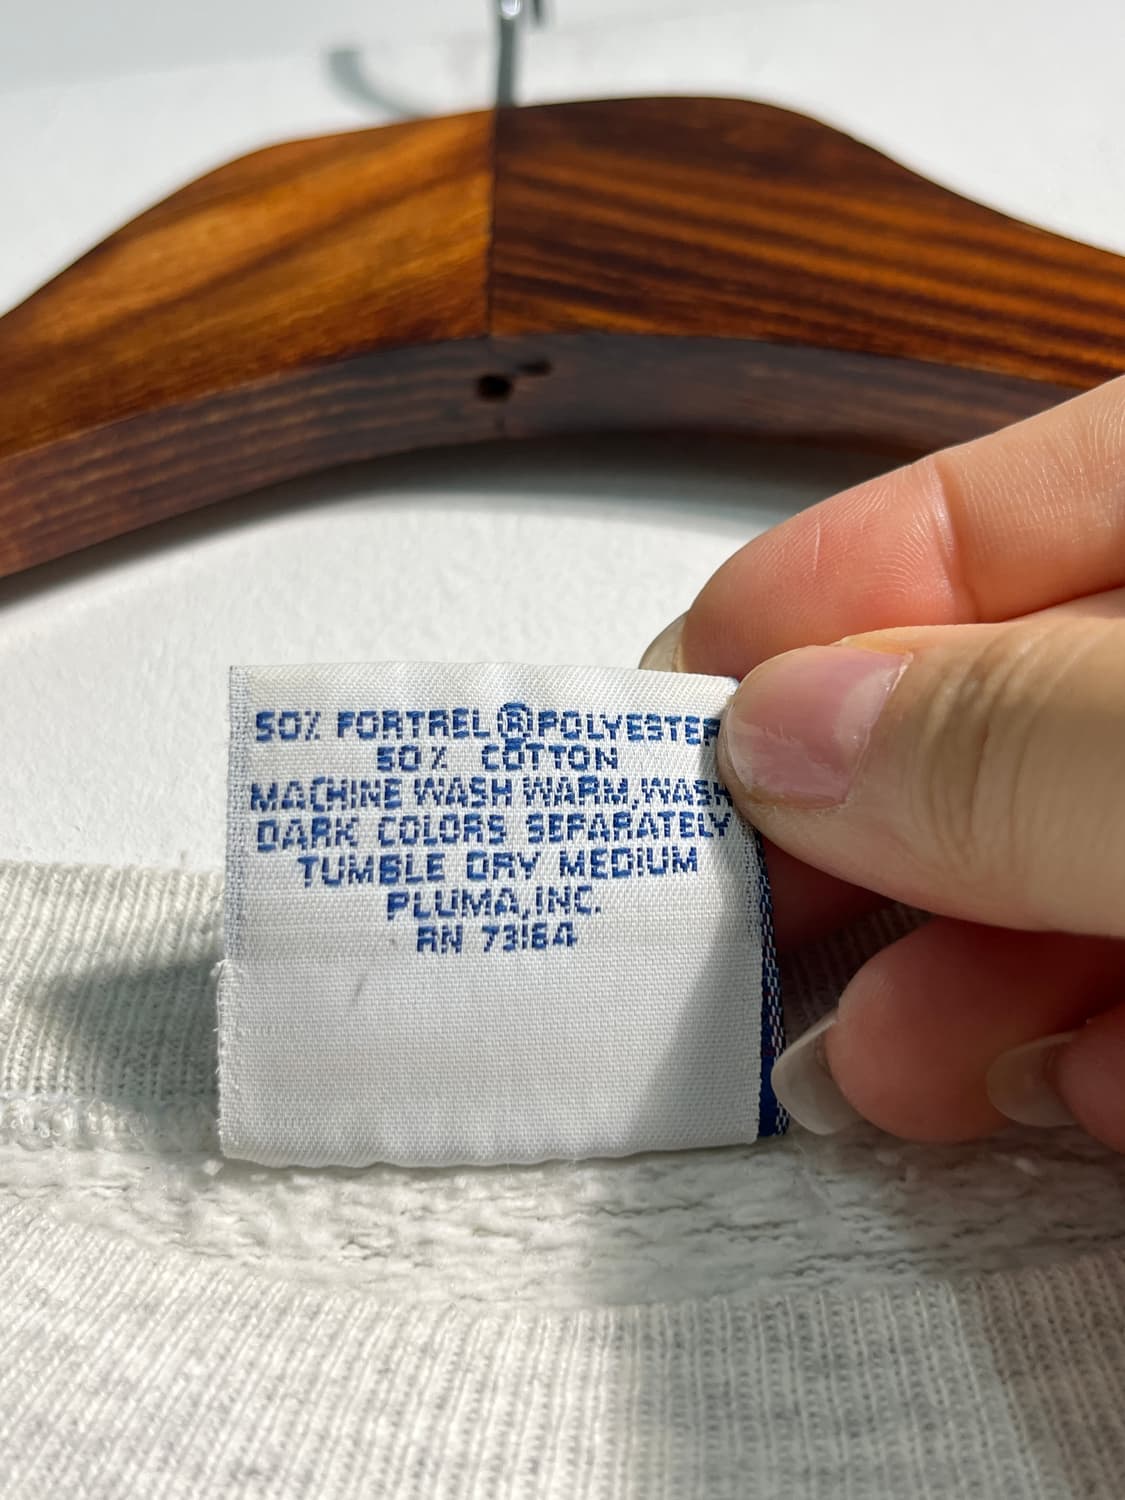 50% FORTREL ® POLYESTER
50% COTTON
MACHINE WASH WARM, WASH
DARK COLORS SEPARATELY
TUMBLE DRY MEDIUM
PLUMA, INC.
RN 73164